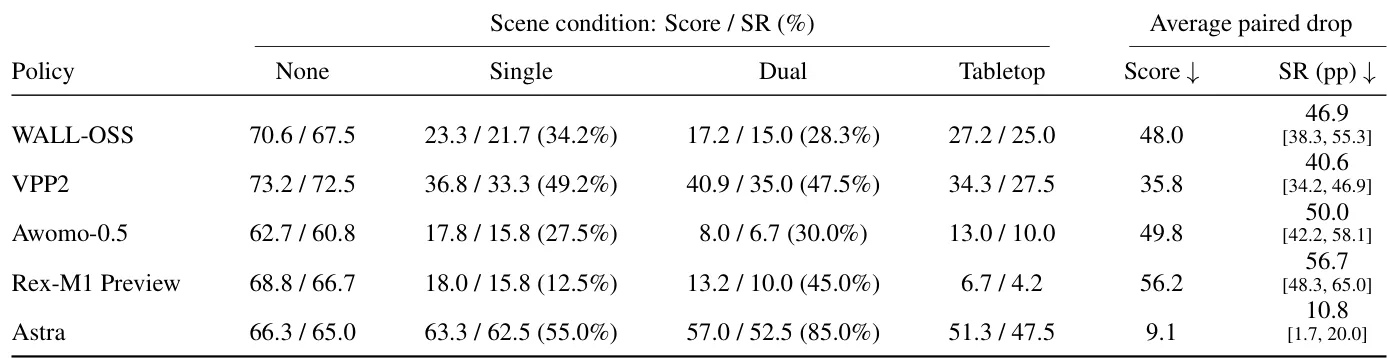 Scene condition: Score / SR (%) Average paired drop
Policy None Single Dual Tabletop Score ↓ SR (pp) ↓
WALL-OSS 70.6 / 67.5 23.3 / 21.7 (34.2%) 17.2 / 15.0 (28.3%) 27.2 / 25.0 48.0 46.9
[38.3, 55.3]
VPP2 73.2 / 72.5 36.8 / 33.3 (49.2%) 40.9 / 35.0 (47.5%) 34.3 / 27.5 35.8 40.6
[34.2, 46.9]
Awomo-0.5 62.7 / 60.8 17.8 / 15.8 (27.5%) 8.0 / 6.7 (30.0%) 13.0 / 10.0 49.8 50.0
[42.2, 58.1]
Rex-M1 Preview 68.8 / 66.7 18.0 / 15.8 (12.5%) 13.2 / 10.0 (45.0%) 6.7 / 4.2 56.2 56.7
[48.3, 65.0]
Astra 66.3 / 65.0 63.3 / 62.5 (55.0%) 57.0 / 52.5 (85.0%) 51.3 / 47.5 9.1 10.8
[1.7, 20.0]